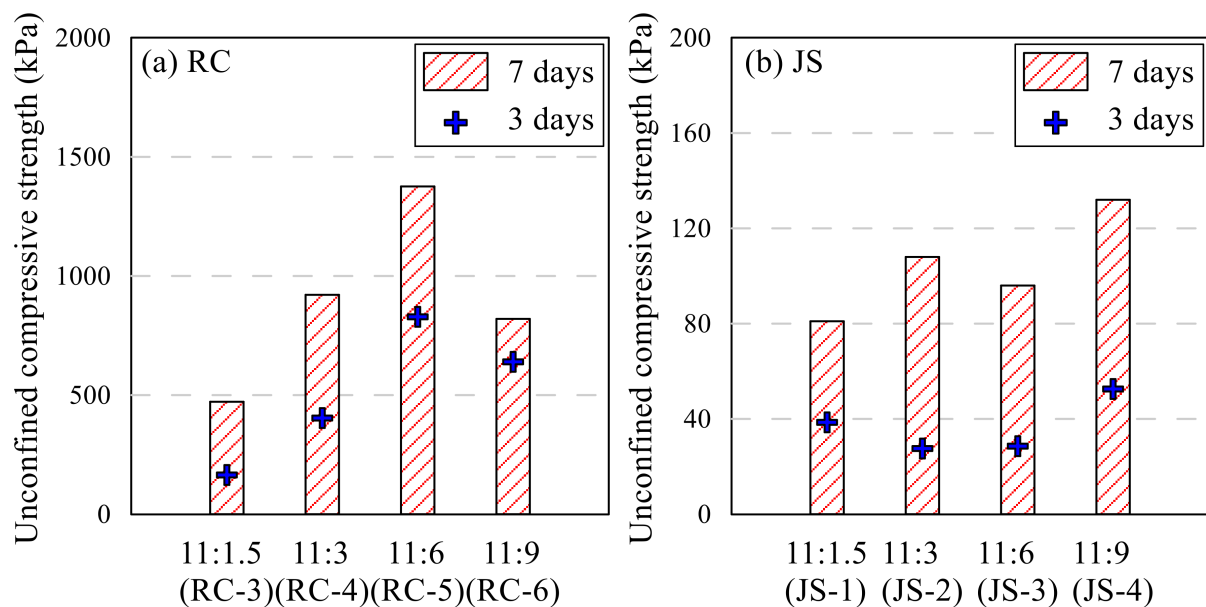 Unconfined compressive strength (kPa)
2000
1500
1000
500
0
(a) RC
7 days
3 days
11:1.5 11:3 11:6 11:9
(RC-3) (RC-4) (RC-5) (RC-6)
Unconfined compressive strength (kPa)
200
160
120
80
40
0
(b) JS
7 days
3 days
11:1.5 11:3 11:6 11:9
(JS-1) (JS-2) (JS-3) (JS-4)